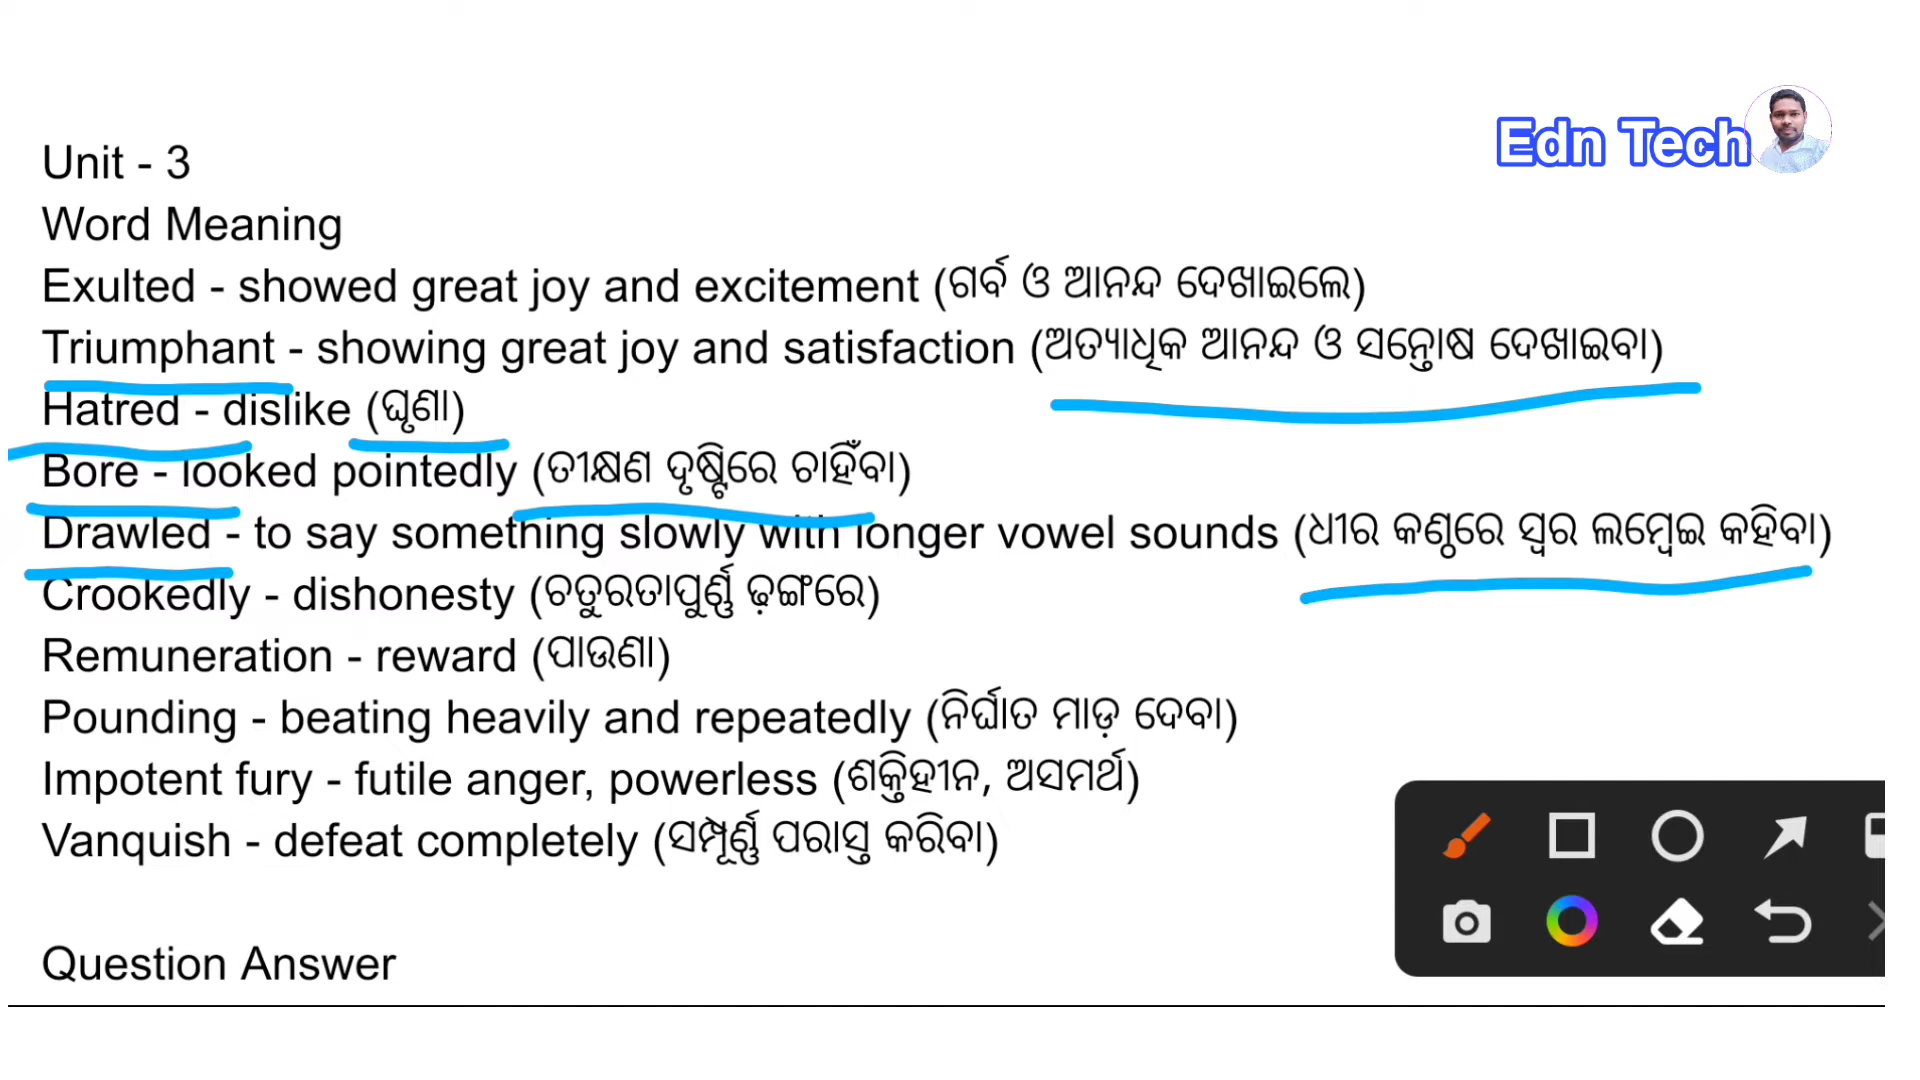 Edn Tech
Unit - 3
Word Meaning
Exulted - showed great joy and excitement (ଗର୍ବ ଓ ଆନନ୍ଦ ଦେଖାଇଲେ)
Triumphant - showing great joy and satisfaction (ଅତ୍ୟାଧିକ ଆନନ୍ଦ ଓ ସନ୍ତୋଷ ଦେଖାଇବା)
Hatred - dislike (ଘୃଣା)
Bore - looked pointedly (ତୀକ୍ଷଣ ଦୃଷ୍ଟିରେ ଚାହିଁବା)
Drawled - to say something slowly with longer vowel sounds (ଧୀର କଣ୍ଠରେ ସ୍ଵର ଲମ୍ବେଇ କହିବା)
Crookedly - dishonesty (ଚତୁରତାପୁର୍ଣ୍ଣ ଢ଼ଙ୍ଗରେ)
Remuneration - reward (ପାଉଣା)
Pounding - beating heavily and repeatedly (ନିର୍ଘାତ ମାଡ଼ ଦେବା)
Impotent fury - futile anger, powerless (ଶକ୍ତିହୀନ, ଅସମର୍ଥ)
Vanquish - defeat completely (ସମ୍ପୂର୍ଣ୍ଣ ପରାସ୍ତ କରିବା)
Question Answer